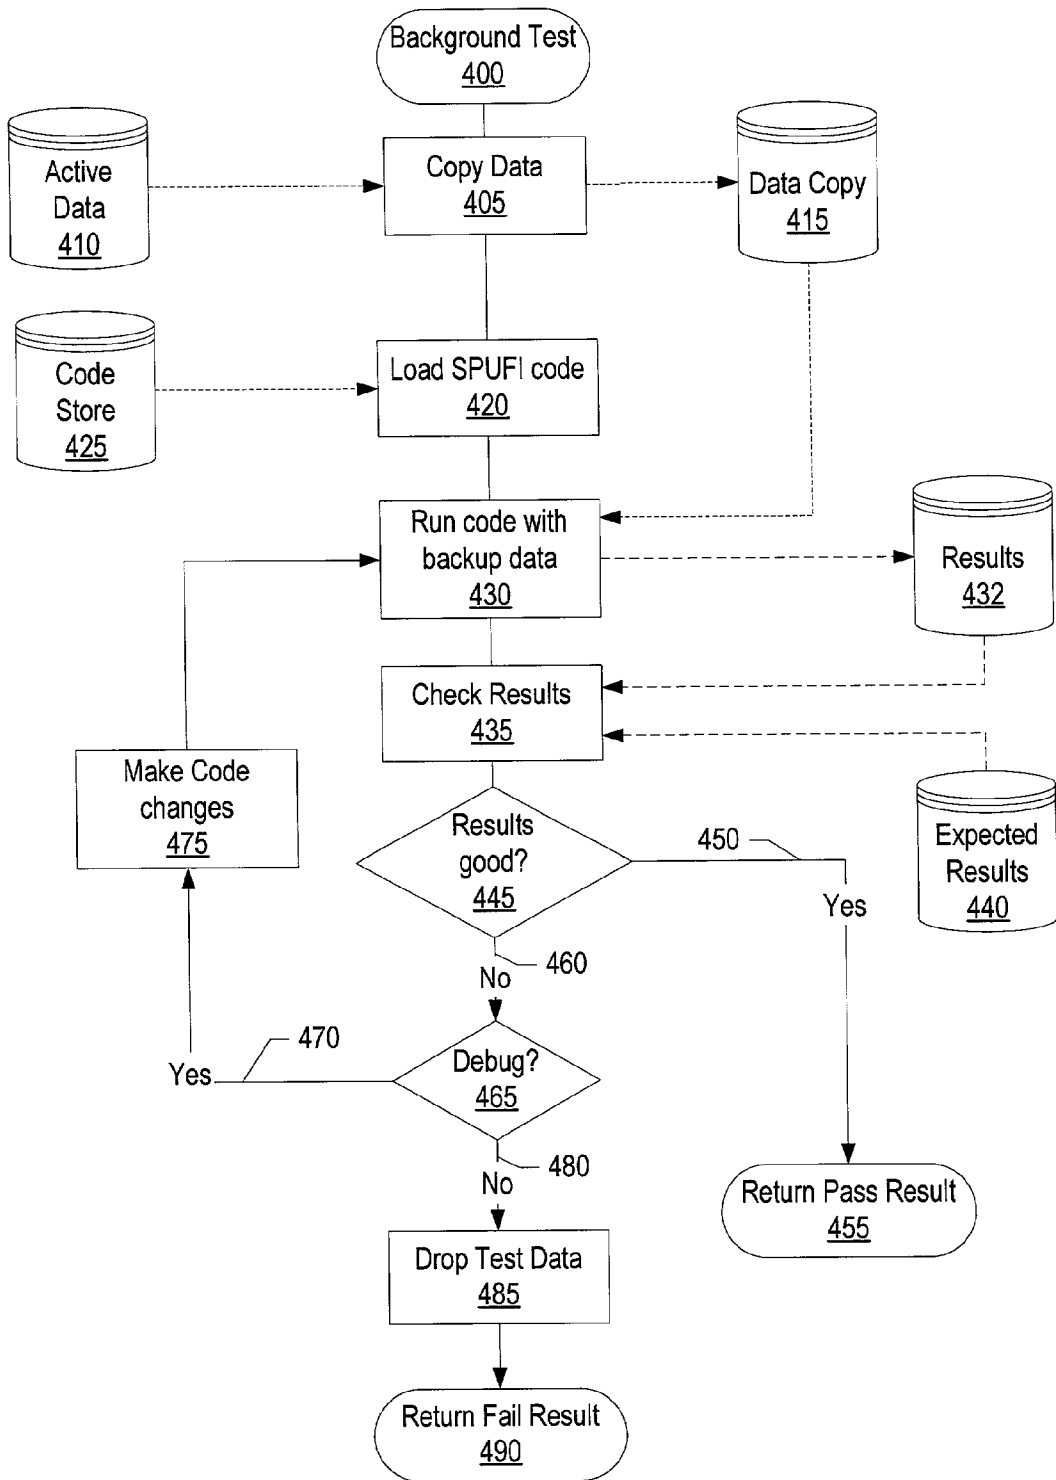 Background Test
400
Active
Data
410
Copy Data
405
Data Copy
415
Code
Store
425
Load SPUFI code
420
Run code with
backup data
430
Results
432
Check Results
435
Make Code
changes
475
Results
good?
445
450
Yes
Expected
Results
440
460
No
470
Yes
Debug?
465
480
No
Return Pass Result
455
Drop Test Data
485
Return Fail Result
490